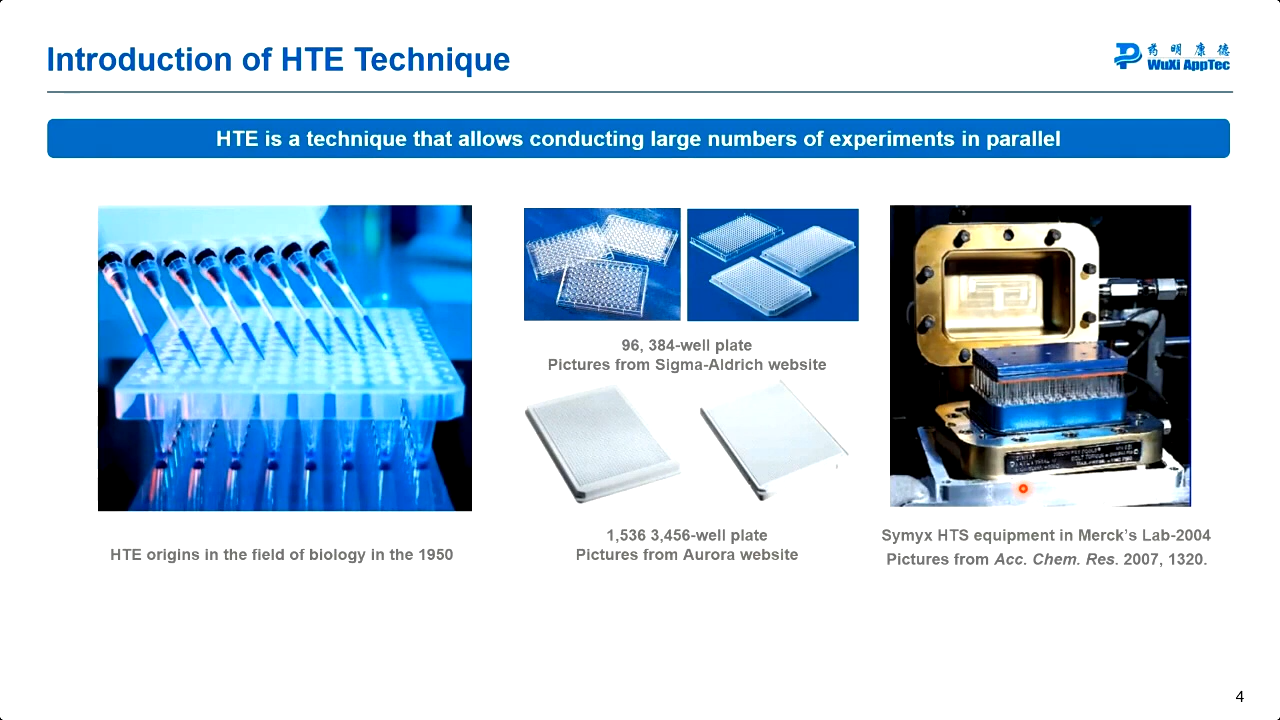 Introduction of HTE Technique
药明康德
WuXi AppTec
HTE is a technique that allows conducting large numbers of experiments in parallel
96, 384-well plate
Pictures from Sigma-Aldrich website
1,536 3,456-well plate
Pictures from Aurora website
HTE origins in the field of biology in the 1950
Symyx HTS equipment in Merck's Lab-2004
Pictures from Acc. Chem. Res. 2007, 1320.
4